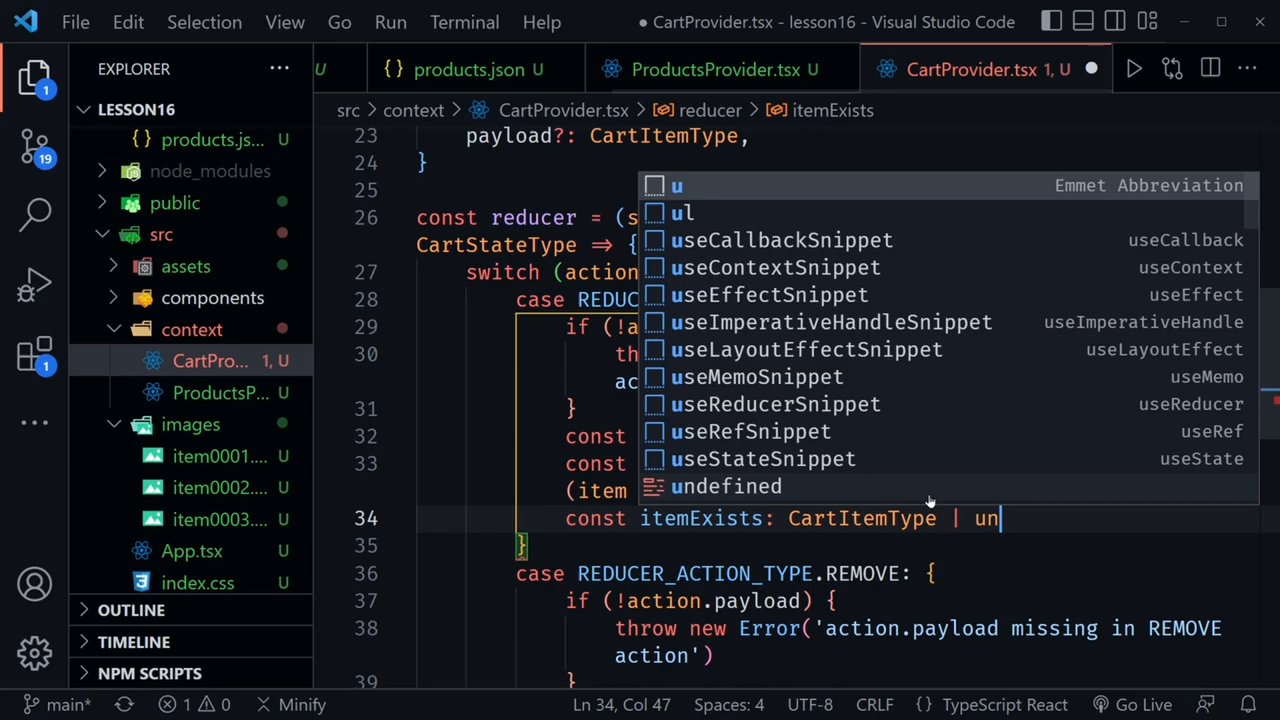 File Edit Selection View Go Run Terminal Help ● CartProvider.tsx - lesson16 - Visual Studio Code
EXPLORER ···
U {} products.json U ProductsProvider.tsx U CartProvider.tsx 1, U
src > context > CartProvider.tsx > reducer > itemExists
LESSON16
{} products.js... U
node_modules
public
src
assets
components
context
CartPro... 1, U
ProductsP... U
images
item0001.... U
item0002.... U
item0003.... U
App.tsx U
index.css U
OUTLINE
TIMELINE
NPM SCRIPTS
1
19
1
23 payload?: CartItemType,
24 }
25
26 const reducer = (s
CartStateType => {
27 switch (action
28 case REDUC
29 if (!a
30 th
ac
31 }
32 const
33 const
(item
34 const itemExists: CartItemType | un
35 }
36 case REDUCER_ACTION_TYPE.REMOVE: {
37 if (!action.payload) {
38 throw new Error('action.payload missing in REMOVE
action')
39 }
u Emmet Abbreviation
ul
useCallbackSnippet useCallback
useContextSnippet useContext
useEffectSnippet useEffect
useImperativeHandleSnippet useImperativeHandle
useLayoutEffectSnippet useLayoutEffect
useMemoSnippet useMemo
useReducerSnippet useReducer
useRefSnippet useRef
useStateSnippet useState
undefined
main* 1 0 Minify Ln 34, Col 47 Spaces: 4 UTF-8 CRLF {} TypeScript React Go Live